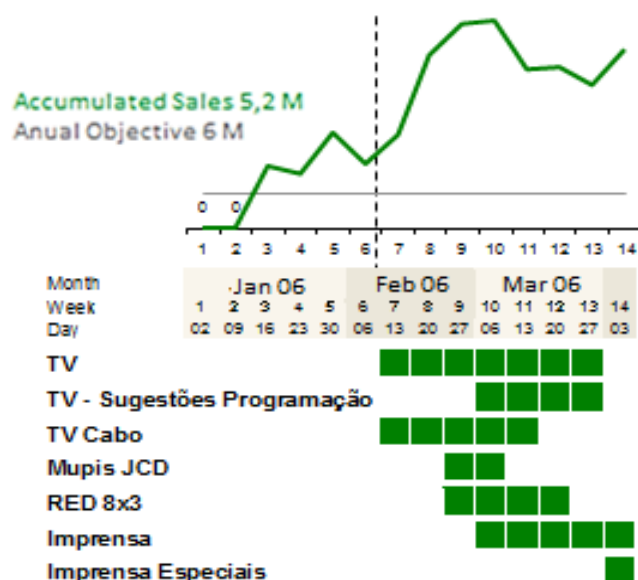 Accumulated Sales 5,2 M
Anual Objective 6 M
0 0
1 2 3 4 5 6 7 8 9 10 11 12 13 14
Month Jan 06 Feb 06 Mar 06
Week 1 2 3 4 5 6 7 8 9 10 11 12 13 14
Day 02 09 16 23 30 06 13 20 27 06 13 20 27 03
TV
TV - Sugestões Programação
TV Cabo
Mupis JCD
RED 8x3
Imprensa
Imprensa Especiais